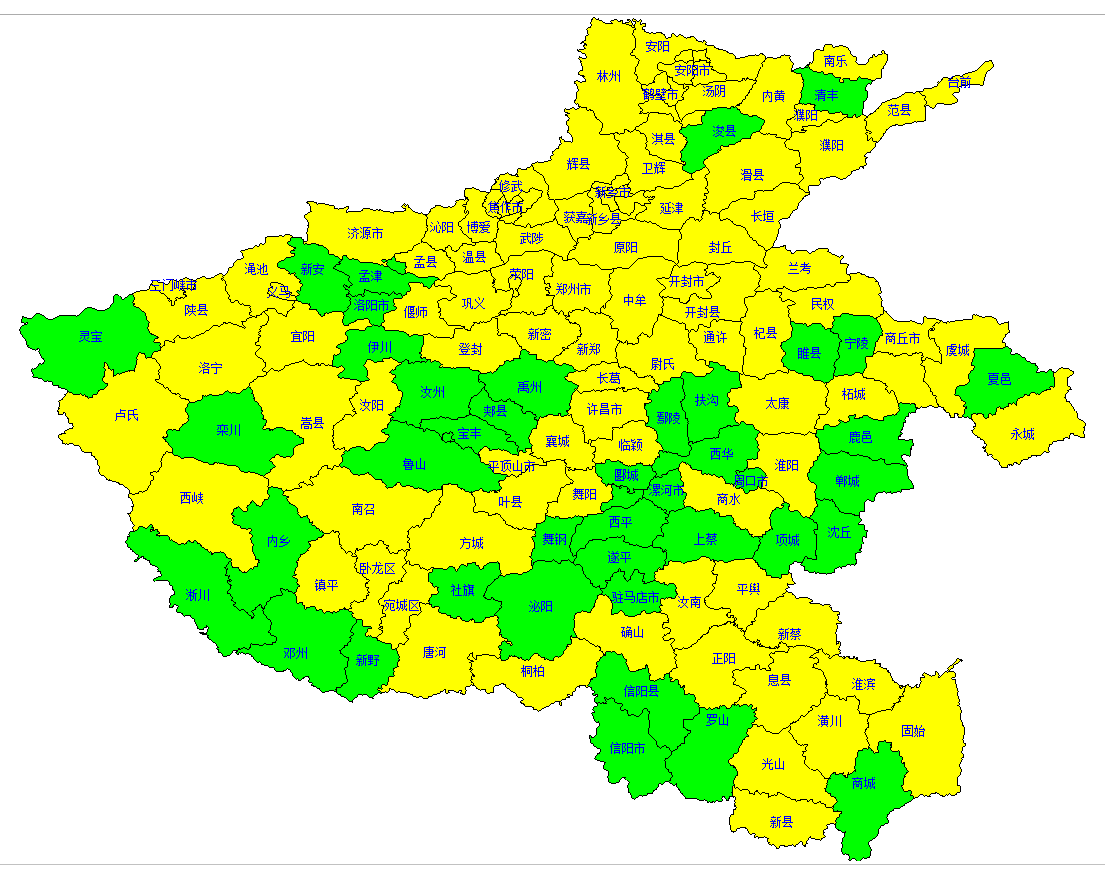 安阳
南乐
林州
安阳市
台前
汤阴
鹤壁市
内黄
清丰
范县
濮阳
浚县
淇县
濮阳
辉县
卫辉
滑县
修武
新乡市
焦作市
延津
获嘉
新乡县
长垣
沁阳
博爱
济源市
武陟
原阳
封丘
孟县
温县
渑池
新安
孟津
荥阳
兰考
三门峡市
义马
郑州市
开封市
中牟
陕县
洛阳市
偃师
巩义
开封县
民权
灵宝
宜阳
伊川
登封
新密
新郑
通许
杞县
睢县
宁陵
商丘市
虞城
洛宁
尉氏
长葛
夏邑
汝州
禹州
汝阳
郏县
许昌市
鄢陵
扶沟
太康
柘城
卢氏
栾川
嵩县
宝丰
襄城
临颍
鹿邑
永城
鲁山
平顶山市
西华
淮阳
郾城
周口市
郸城
漯河市
西峡
南召
叶县
舞阳
商水
内乡
方城
舞钢
西平
上蔡
项城
沈丘
遂平
镇平
卧龙区
淅川
社旗
宛城区
泌阳
驻马店市
汝南
平舆
确山
新蔡
邓州
新野
唐河
桐柏
正阳
信阳县
息县
淮滨
罗山
潢川
固始
信阳市
光山
商城
新县